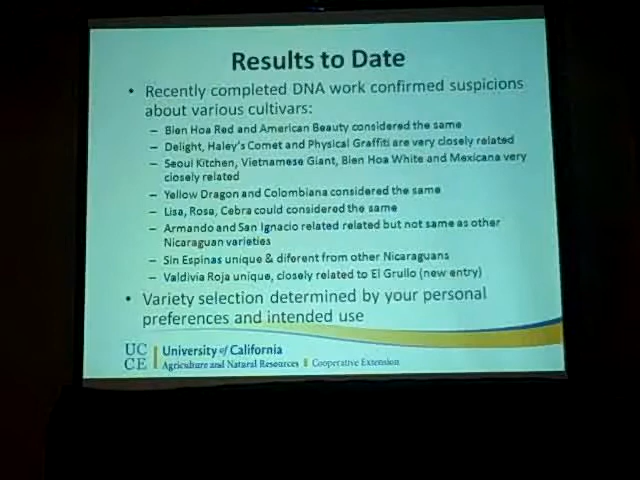 Results to Date
• Recently completed DNA work confirmed suspicions
about various cultivars:
– Bien Hoa Red and American Beauty considered the same
– Delight, Haley's Comet and Physical Graffiti are very closely related
– Seoul Kitchen, Vietnamese Giant, Bien Hoa White and Mexicana very
closely related
– Yellow Dragon and Colombiana considered the same
– Lisa, Rosa, Cebra could considered the same
– Armando and San Ignacio related related but not same as other
Nicaraguan varieties
– Sin Espinas unique & diferent from other Nicaraguans
– Valdivia Roja unique, closely related to El Grullo (new entry)
• Variety selection determined by your personal
preferences and intended use
UC
CE
University of California
Agriculture and Natural Resources Cooperative Extension